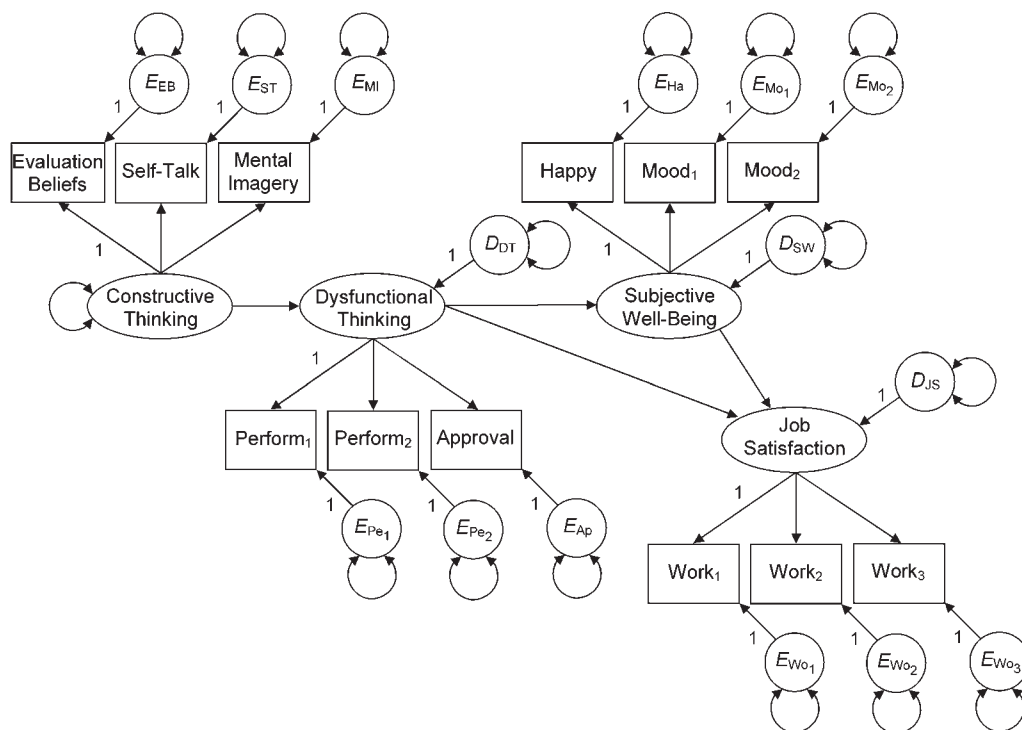 E_EB
E_ST
E_MI
E_Ha
E_Mo1
E_Mo2
1
1
1
1
1
1
Evaluation
Beliefs
Self-Talk
Mental
Imagery
Happy
Mood1
Mood2
1
1
D_DT
1
D_SW
1
Constructive
Thinking
Dysfunctional
Thinking
Subjective
Well-Being
1
D_JS
1
Perform1
Perform2
Approval
Job
Satisfaction
1
1
1
1
E_Pe1
E_Pe2
E_Ap
Work1
Work2
Work3
1
1
1
E_Wo1
E_Wo2
E_Wo3